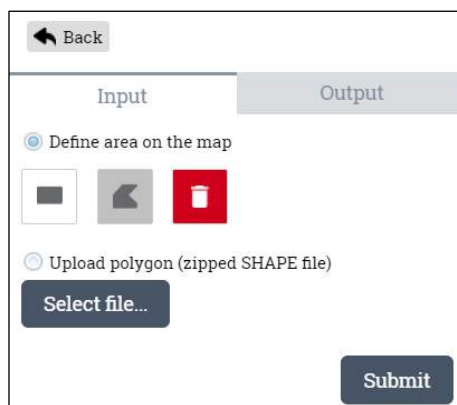 Back
Input Output
Define area on the map
Upload polygon (zipped SHAPE file)
Select file...
Submit